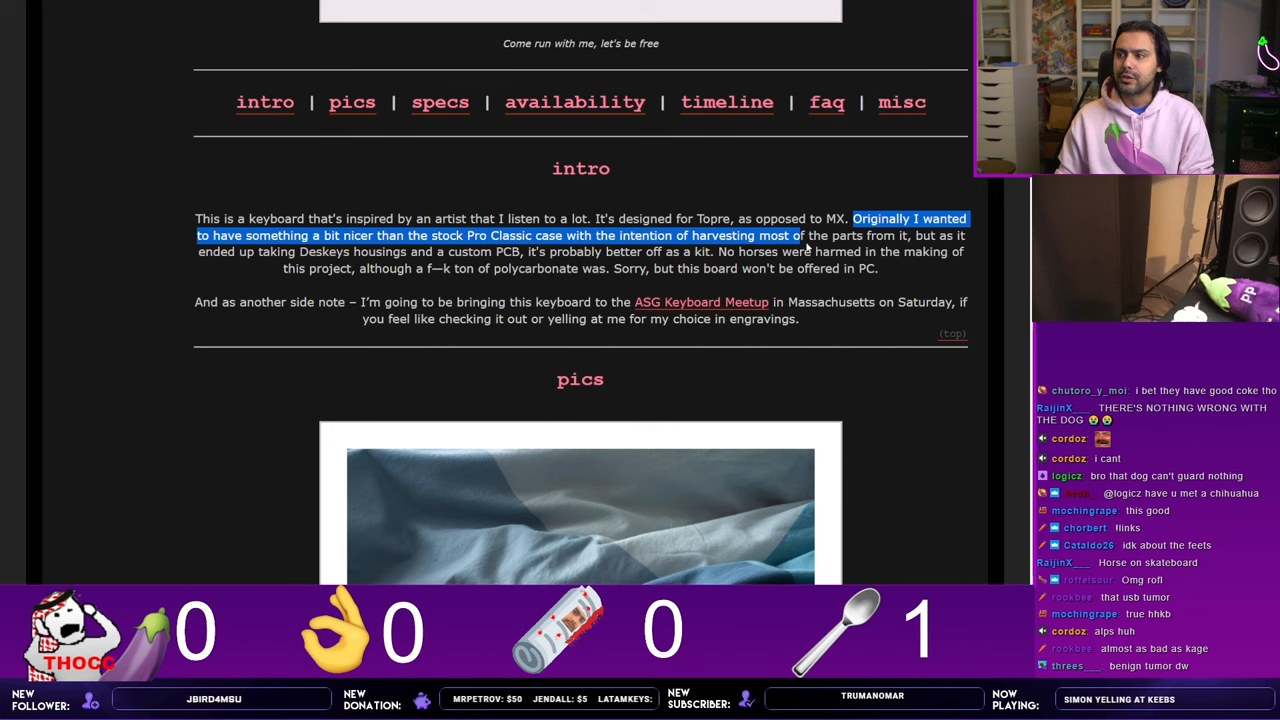 Come run with me, let's be free
intro | pics | specs | availability | timeline | faq | misc
intro
This is a keyboard that's inspired by an artist that I listen to a lot. It's designed for Topre, as opposed to MX. Originally I wanted
to have something a bit nicer than the stock Pro Classic case with the intention of harvesting most of the parts from it, but as it
ended up taking Deskeys housings and a custom PCB, it's probably better off as a kit. No horses were harmed in the making of
this project, although a f—k ton of polycarbonate was. Sorry, but this board won't be offered in PC.
And as another side note – I'm going to be bringing this keyboard to the ASG Keyboard Meetup in Massachusetts on Saturday, if
you feel like checking it out or yelling at me for my choice in engravings.
(top)
pics
PP
chutoro_y_moi: i bet they have good coke tho
RaijinX___ THERE'S NOTHING WRONG WITH
THE DOG
cordoz:
cordoz: i cant
logicz: bro that dog can't guard nothing
@logicz have u met a chihuahua
mochingrape: this good
chorbert: !links
Cataldo26: idk about the feets
RaijinX___ Horse on skateboard
roffelsaur: Omg rofl
rookbee: that usb tumor
mochingrape: true hhkb
cordoz: alps huh
rookbee: almost as bad as kage
threes___: benign tumor dw
THOCC 0 0 0 1
NEW FOLLOWER: JBIRD4MSU
NEW DONATION: MRPETROV: $50 JENDALL: $5 LATAMKEYS:
NEW SUBSCRIBER: TRUMANOMAR
NOW PLAYING: SIMON YELLING AT KEEBS